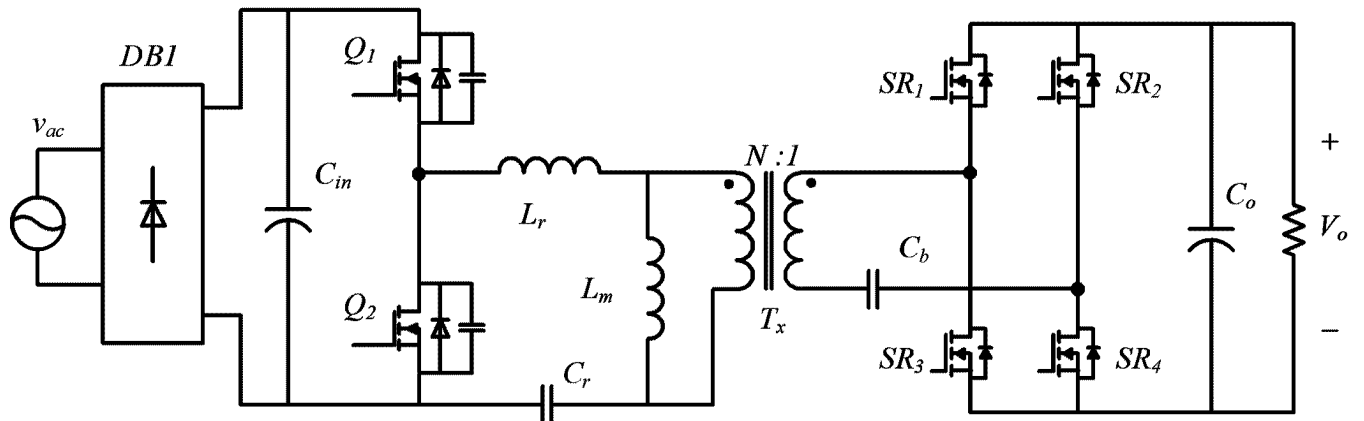 DB1
Q1
SR1
SR2
vac
N :1
+
Cin
Lr
Co
Vo
Cb
Lm
Q2
Tx
−
SR3
SR4
Cr